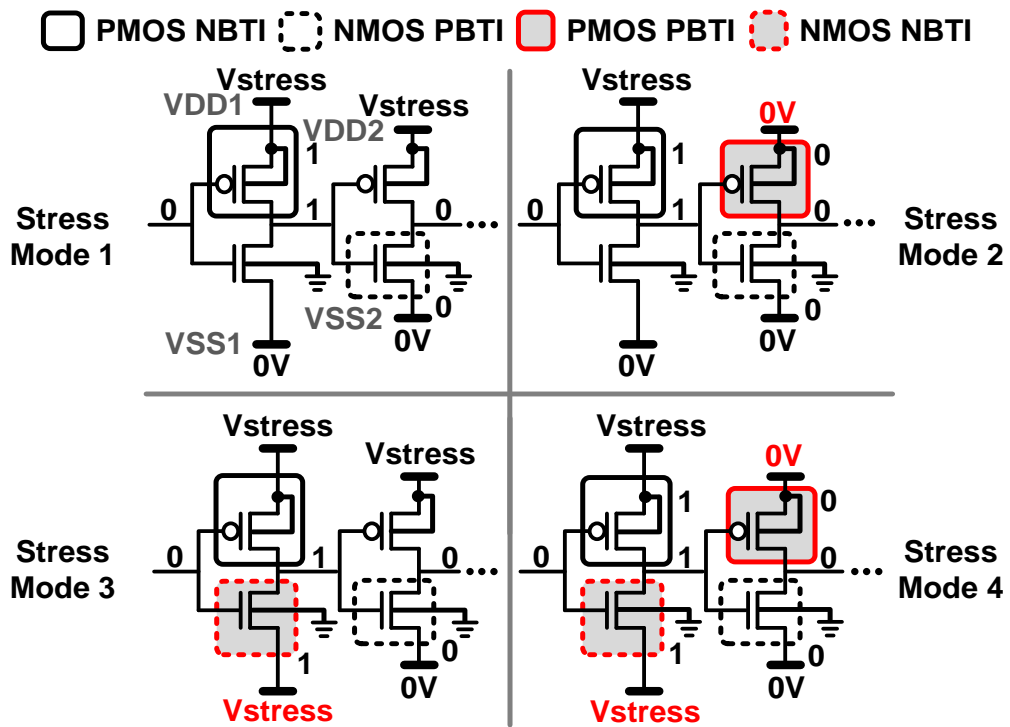 PMOS NBTI NMOS PBTI PMOS PBTI NMOS NBTI
Vstress
VDD1
Vstress
VDD2
1
0
1
0
...
Stress
Mode 1
VSS2
0
VSS1
0V
0V
Vstress
0V
1
0
0
1
0
...
Stress
Mode 2
0
0V
0V
Vstress
Vstress
Stress
Mode 3
0
1
0
...
1
0
0V
Vstress
Vstress
0V
1
0
0
1
0
...
Stress
Mode 4
1
0
0V
Vstress